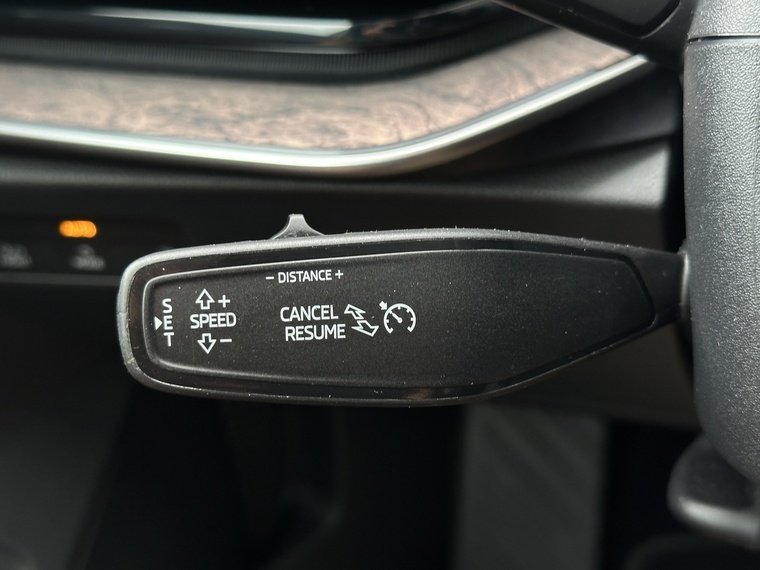 - DISTANCE +
SET
SPEED + -
CANCEL
RESUME